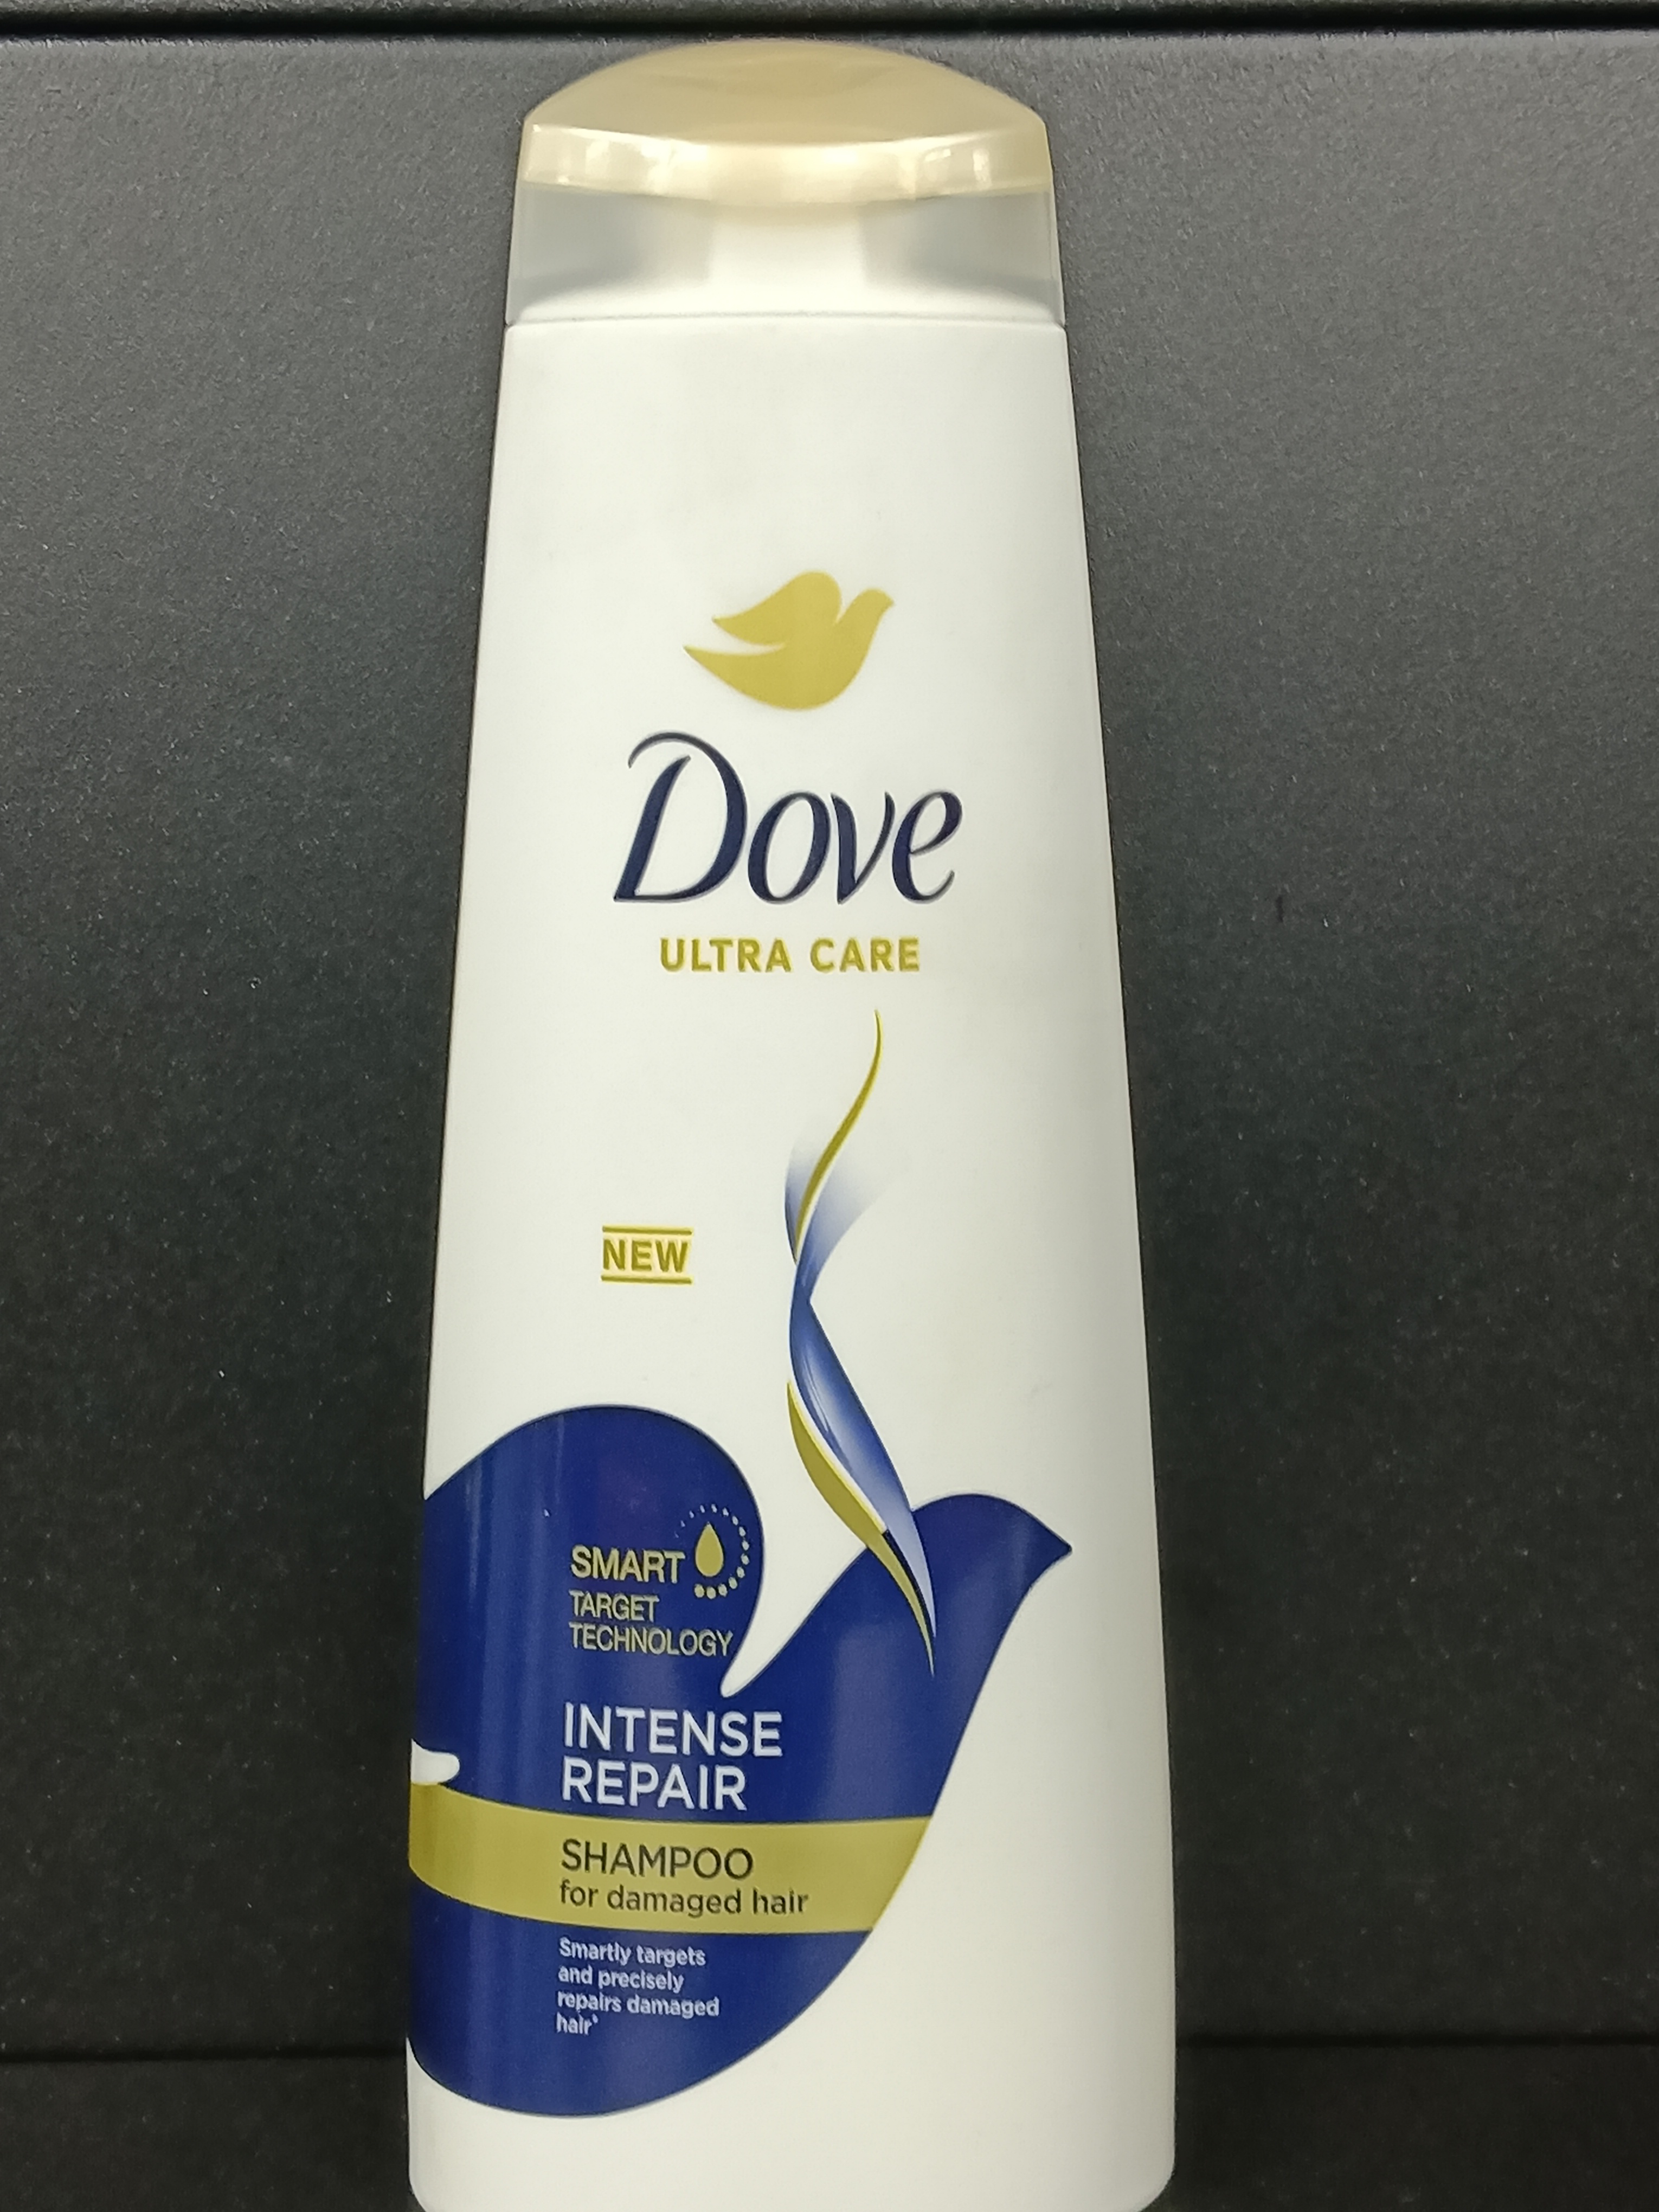 Dove
ULTRA CARE
NEW
SMART
TARGET
TECHNOLOGY
INTENSE
REPAIR
SHAMPOO
for damaged hair
Smartly targets
and precisely
repairs damaged
hair*